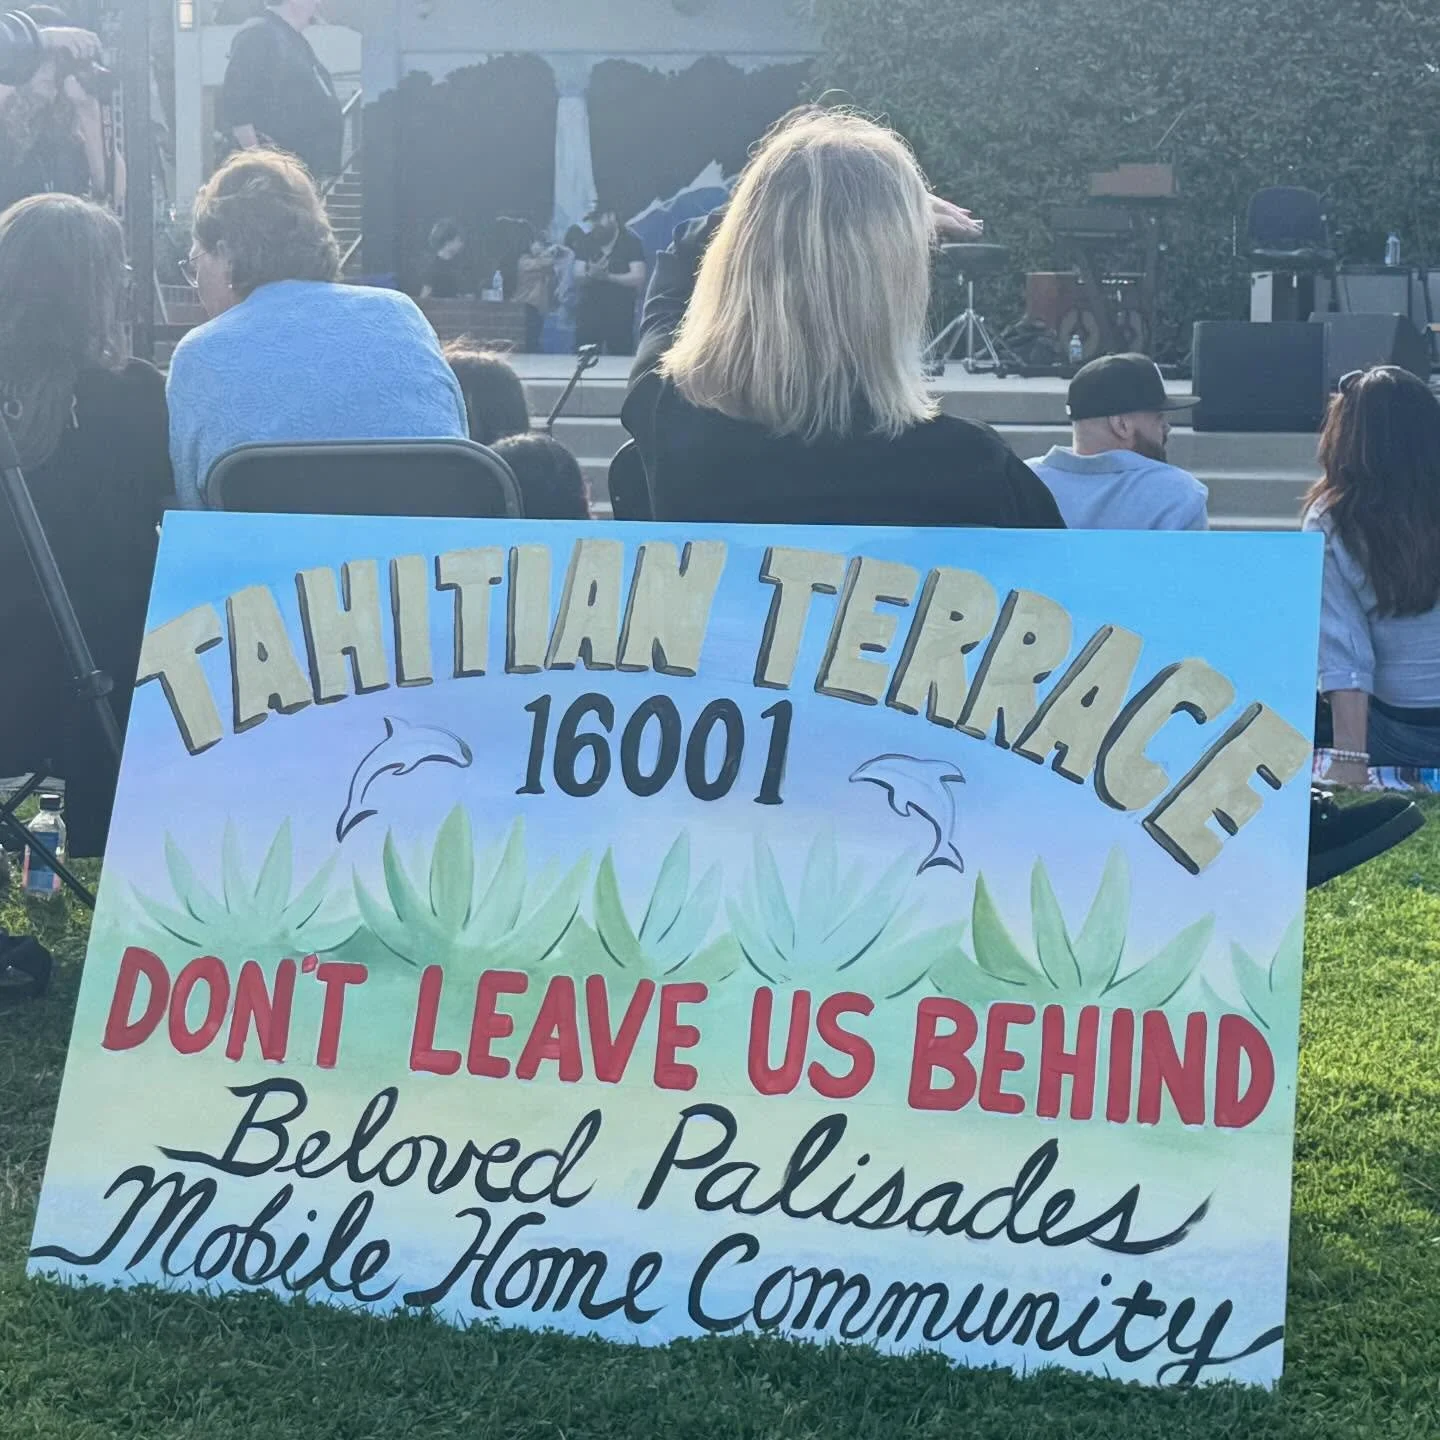 TAHITIAN TERRACE
16001
DON'T LEAVE US BEHIND
Beloved Palisades
Mobile Home Community